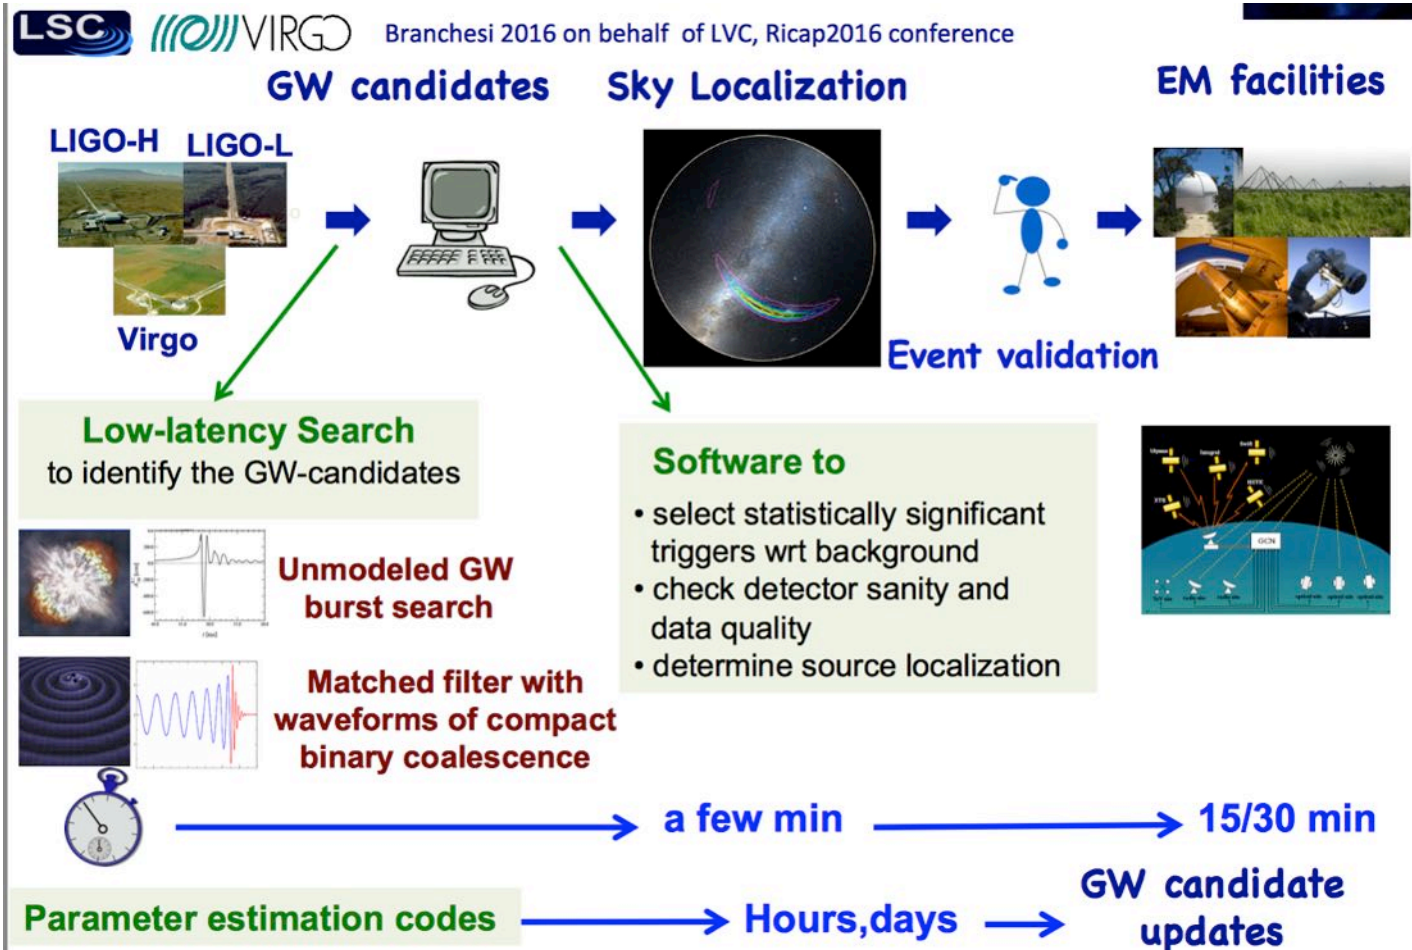 LSC
VIRGO
Branchesi 2016 on behalf of LVC, Ricap2016 conference
GW candidates
Sky Localization
EM facilities
LIGO-H
LIGO-L
Virgo
Event validation
Low-latency Search
to identify the GW-candidates
Software to
• select statistically significant
triggers wrt background
• check detector sanity and
data quality
• determine source localization
GCN
Unmodeled GW
burst search
Matched filter with
waveforms of compact
binary coalescence
a few min
15/30 min
Parameter estimation codes
Hours,days
GW candidate
updates